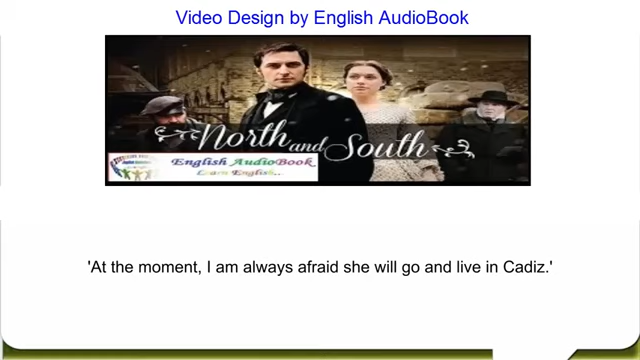 Video Design by English AudioBook
North and South
English AudioBook
Learn English...
'At the moment, I am always afraid she will go and live in Cadiz.'